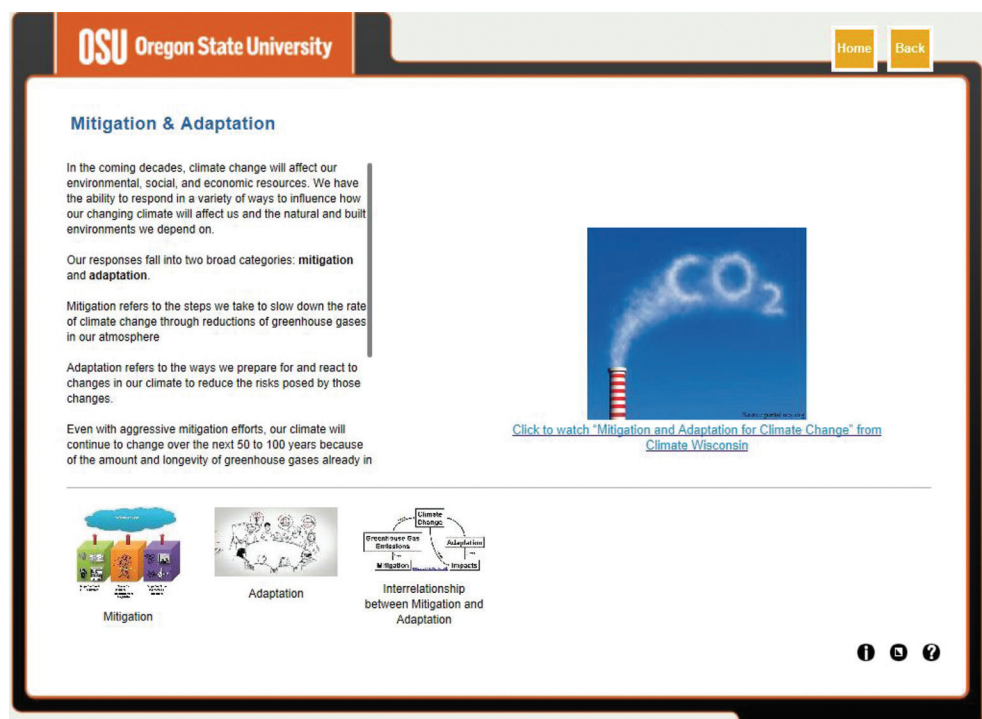 OSU Oregon State University
Home
Back
Mitigation & Adaptation
In the coming decades, climate change will affect our
environmental, social, and economic resources. We have
the ability to respond in a variety of ways to influence how
our changing climate will affect us and the natural and built
environments we depend on.
Our responses fall into two broad categories: mitigation
and adaptation.
Mitigation refers to the steps we take to slow down the rate
of climate change through reductions of greenhouse gases
in our atmosphere
Adaptation refers to the ways we prepare for and react to
changes in our climate to reduce the risks posed by those
changes.
Even with aggressive mitigation efforts, our climate will
continue to change over the next 50 to 100 years because
of the amount and longevity of greenhouse gases already in
CO2
Click to watch "Mitigation and Adaptation for Climate Change" from
Climate Wisconsin
Mitigation
Adaptation
Climate
Change
Greenhouse Gas
Emissions
Adaptation
Mitigation
Impacts
Interrelationship
between Mitigation and
Adaptation